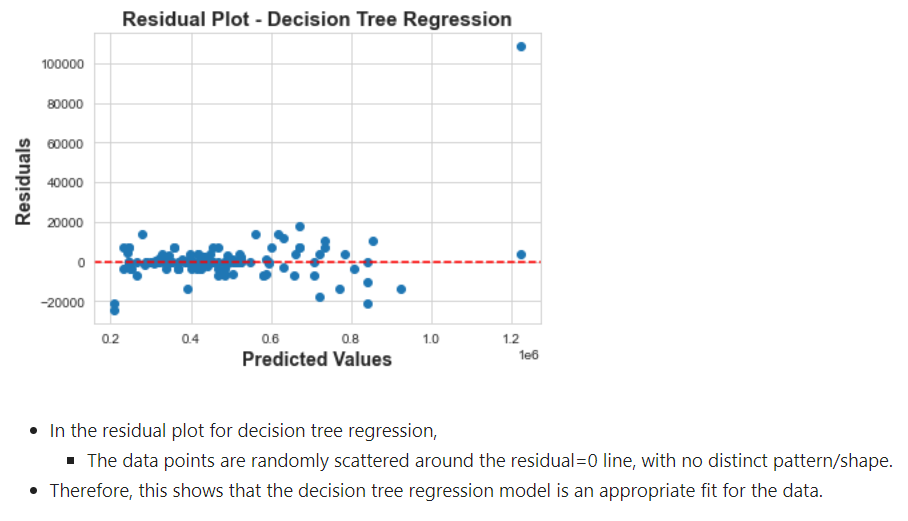 Residual Plot - Decision Tree Regression
100000
80000
60000
40000
20000
0
−20000
Residuals
0.2 0.4 0.6 0.8 1.0 1.2
1e6
Predicted Values
• In the residual plot for decision tree regression,
▪ The data points are randomly scattered around the residual=0 line, with no distinct pattern/shape.
• Therefore, this shows that the decision tree regression model is an appropriate fit for the data.